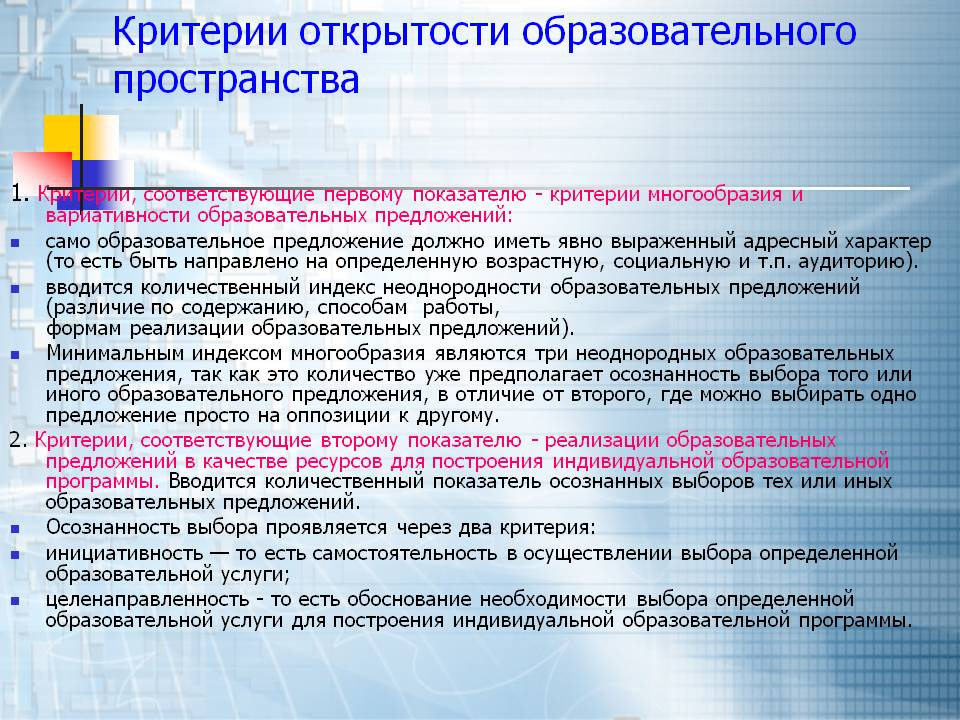 Критерии открытости образовательного
пространства
1. Критерии, соответствующие первому показателю - критерии многообразия и
вариативности образовательных предложений:
само образовательное предложение должно иметь явно выраженный адресный характер
(то есть быть направлено на определенную возрастную, социальную и т.п. аудиторию).
вводится количественный индекс неоднородности образовательных предложений
(различие по содержанию, способам работы,
формам реализации образовательных предложений).
Минимальным индексом многообразия являются три неоднородных образовательных
предложения, так как это количество уже предполагает осознанность выбора того или
иного образовательного предложения, в отличие от второго, где можно выбирать одно
предложение просто на оппозиции к другому.
2. Критерии, соответствующие второму показателю - реализации образовательных
предложений в качестве ресурсов для построения индивидуальной образовательной
программы. Вводится количественный показатель осознанных выборов тех или иных
образовательных предложений.
Осознанность выбора проявляется через два критерия:
инициативность — то есть самостоятельность в осуществлении выбора определенной
образовательной услуги;
целенаправленность - то есть обоснование необходимости выбора определенной
образовательной услуги для построения индивидуальной образовательной программы.